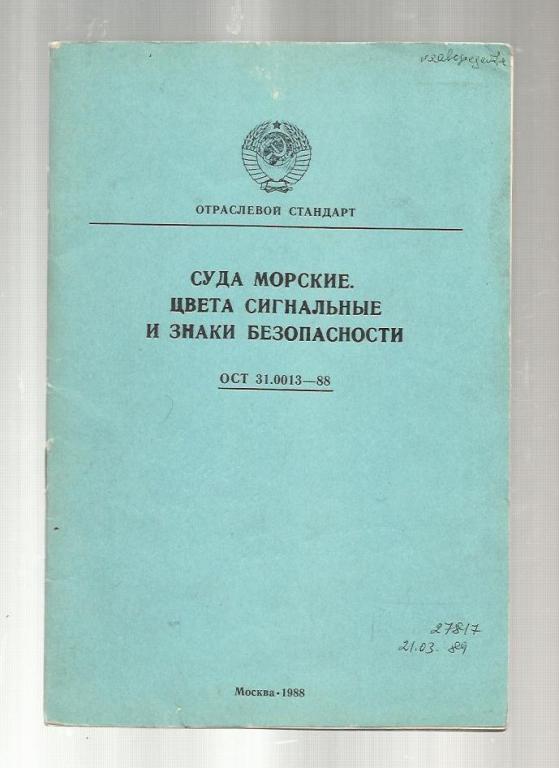 ОТРАСЛЕВОЙ СТАНДАРТ
СУДА МОРСКИЕ.
ЦВЕТА СИГНАЛЬНЫЕ
И ЗНАКИ БЕЗОПАСНОСТИ
ОСТ 31.0013—88
27817
21.03.89
Москва·1988